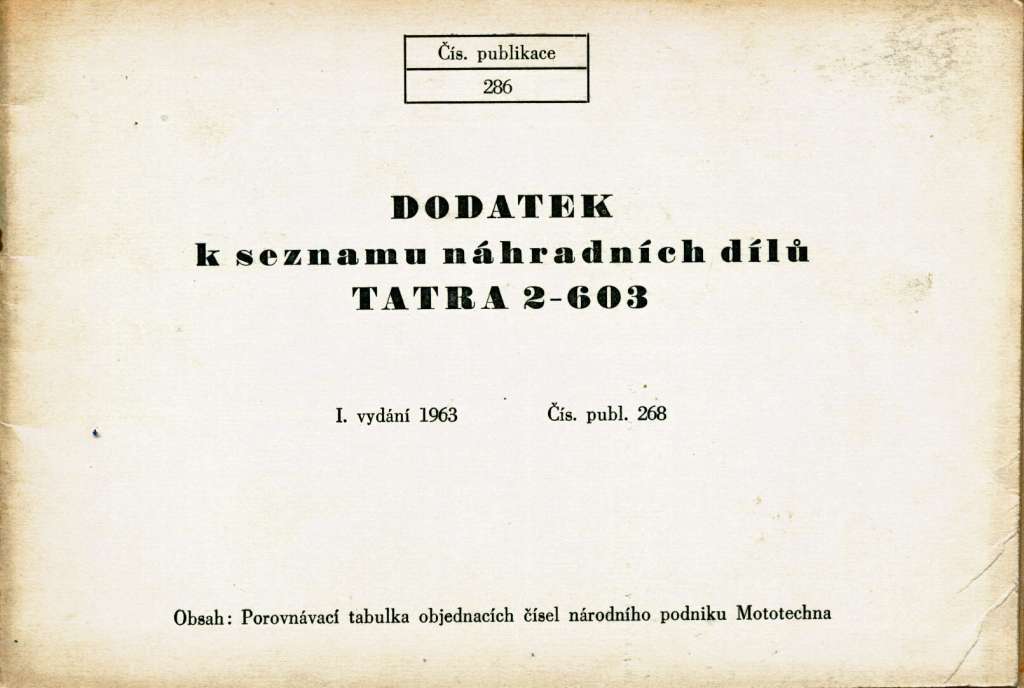 Čís. publikace
286
DODATEK
k seznamu náhradních dílů
TATRA 2-603
I. vydání 1963 Čís. publ. 268
Obsah: Porovnávací tabulka objednacích čísel národního podniku Mototechna